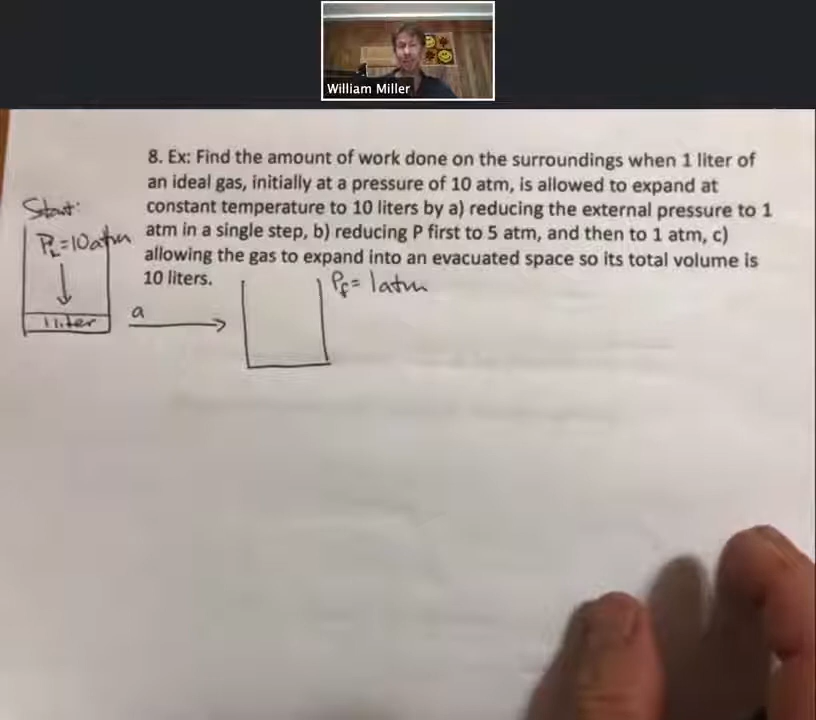 William Miller
8. Ex: Find the amount of work done on the surroundings when 1 liter of
an ideal gas, initially at a pressure of 10 atm, is allowed to expand at
constant temperature to 10 liters by a) reducing the external pressure to 1
atm in a single step, b) reducing P first to 5 atm, and then to 1 atm, c)
allowing the gas to expand into an evacuated space so its total volume is
10 liters.
Start:
=10atm
1 liter
a
Pf= 1atm